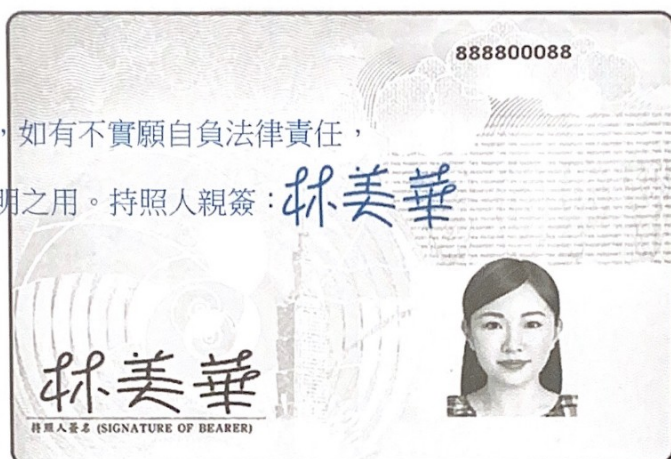 888800088
，如有不實願自負法律責任，
明之用。持照人親簽：林美華
林美華
持照人簽名 (SIGNATURE OF BEARER)